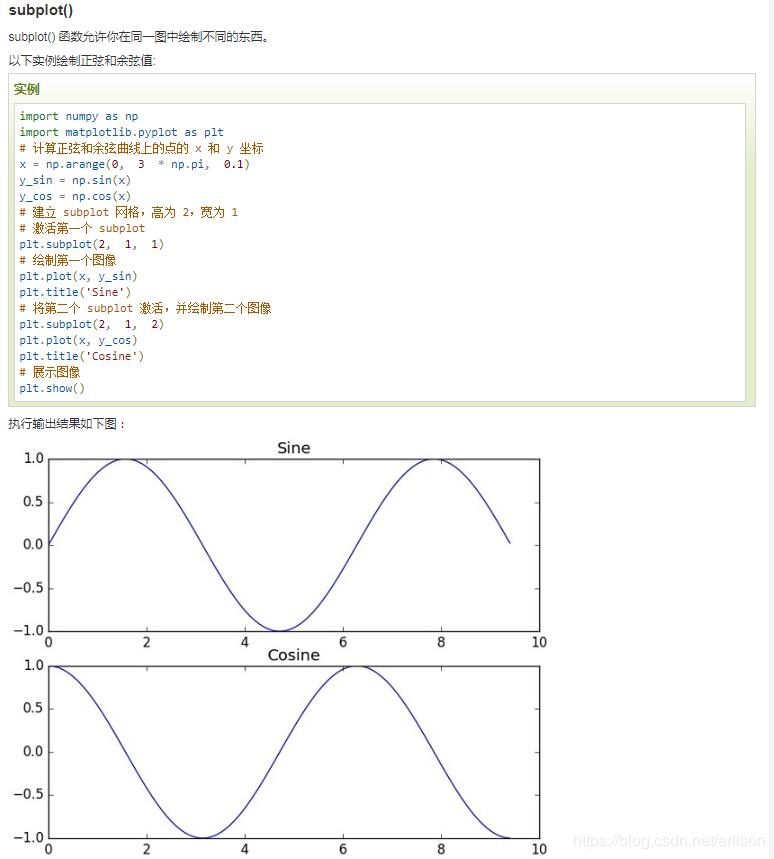 subplot()
subplot() 函数允许你在同一图中绘制不同的东西。
以下实例绘制正弦和余弦值:
实例
import numpy as np
import matplotlib.pyplot as plt
# 计算正弦和余弦曲线上的点的 x 和 y 坐标
x = np.arange(0,  3  * np.pi,  0.1)
y_sin = np.sin(x)
y_cos = np.cos(x)
# 建立 subplot 网格，高为 2，宽为 1
# 激活第一个 subplot
plt.subplot(2,  1,  1)
# 绘制第一个图像
plt.plot(x, y_sin)
plt.title('Sine')
# 将第二个 subplot 激活，并绘制第二个图像
plt.subplot(2,  1,  2)
plt.plot(x, y_cos)
plt.title('Cosine')
# 展示图像
plt.show()
执行输出结果如下图：
Sine
1.0
0.5
0.0
−0.5
−1.0
0 2 4 6 8 10
Cosine
1.0
0.5
0.0
−0.5
−1.0
0 2 4 6 8 10
https://blog.csdn.net/arlison